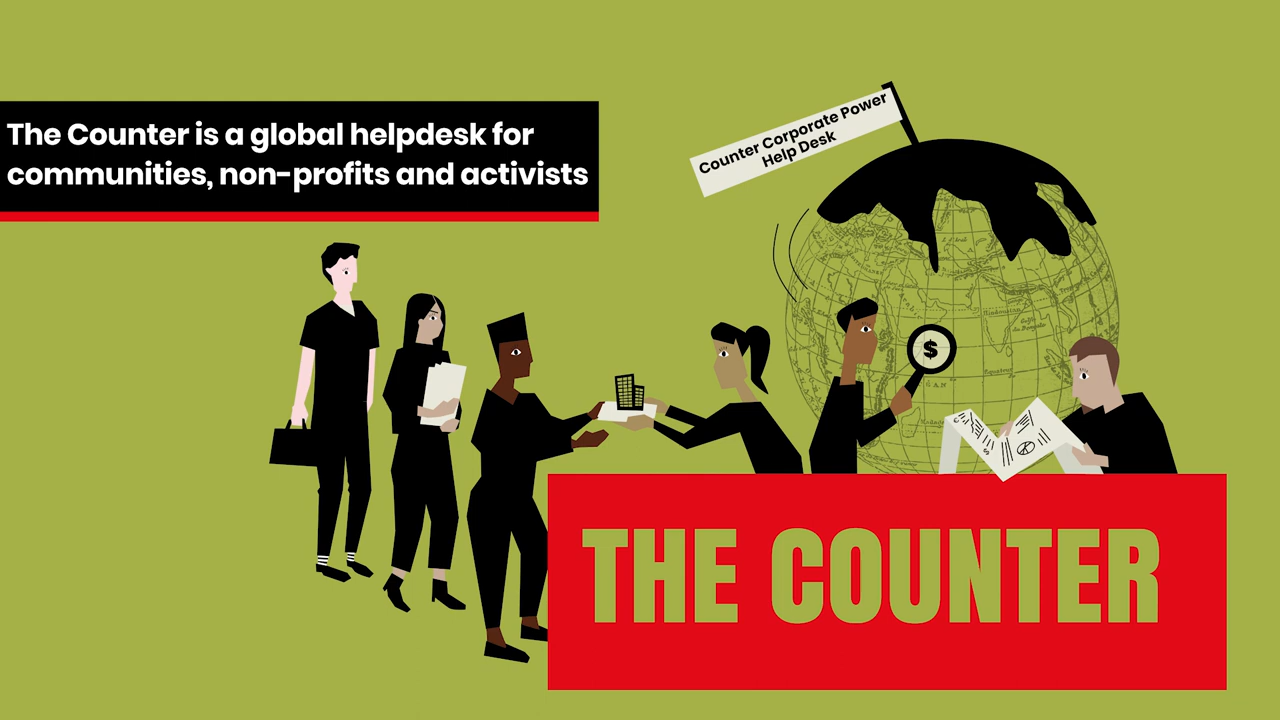 The Counter is a global helpdesk for
communities, non-profits and activists
Counter Corporate Power
Help Desk
$
THE COUNTER